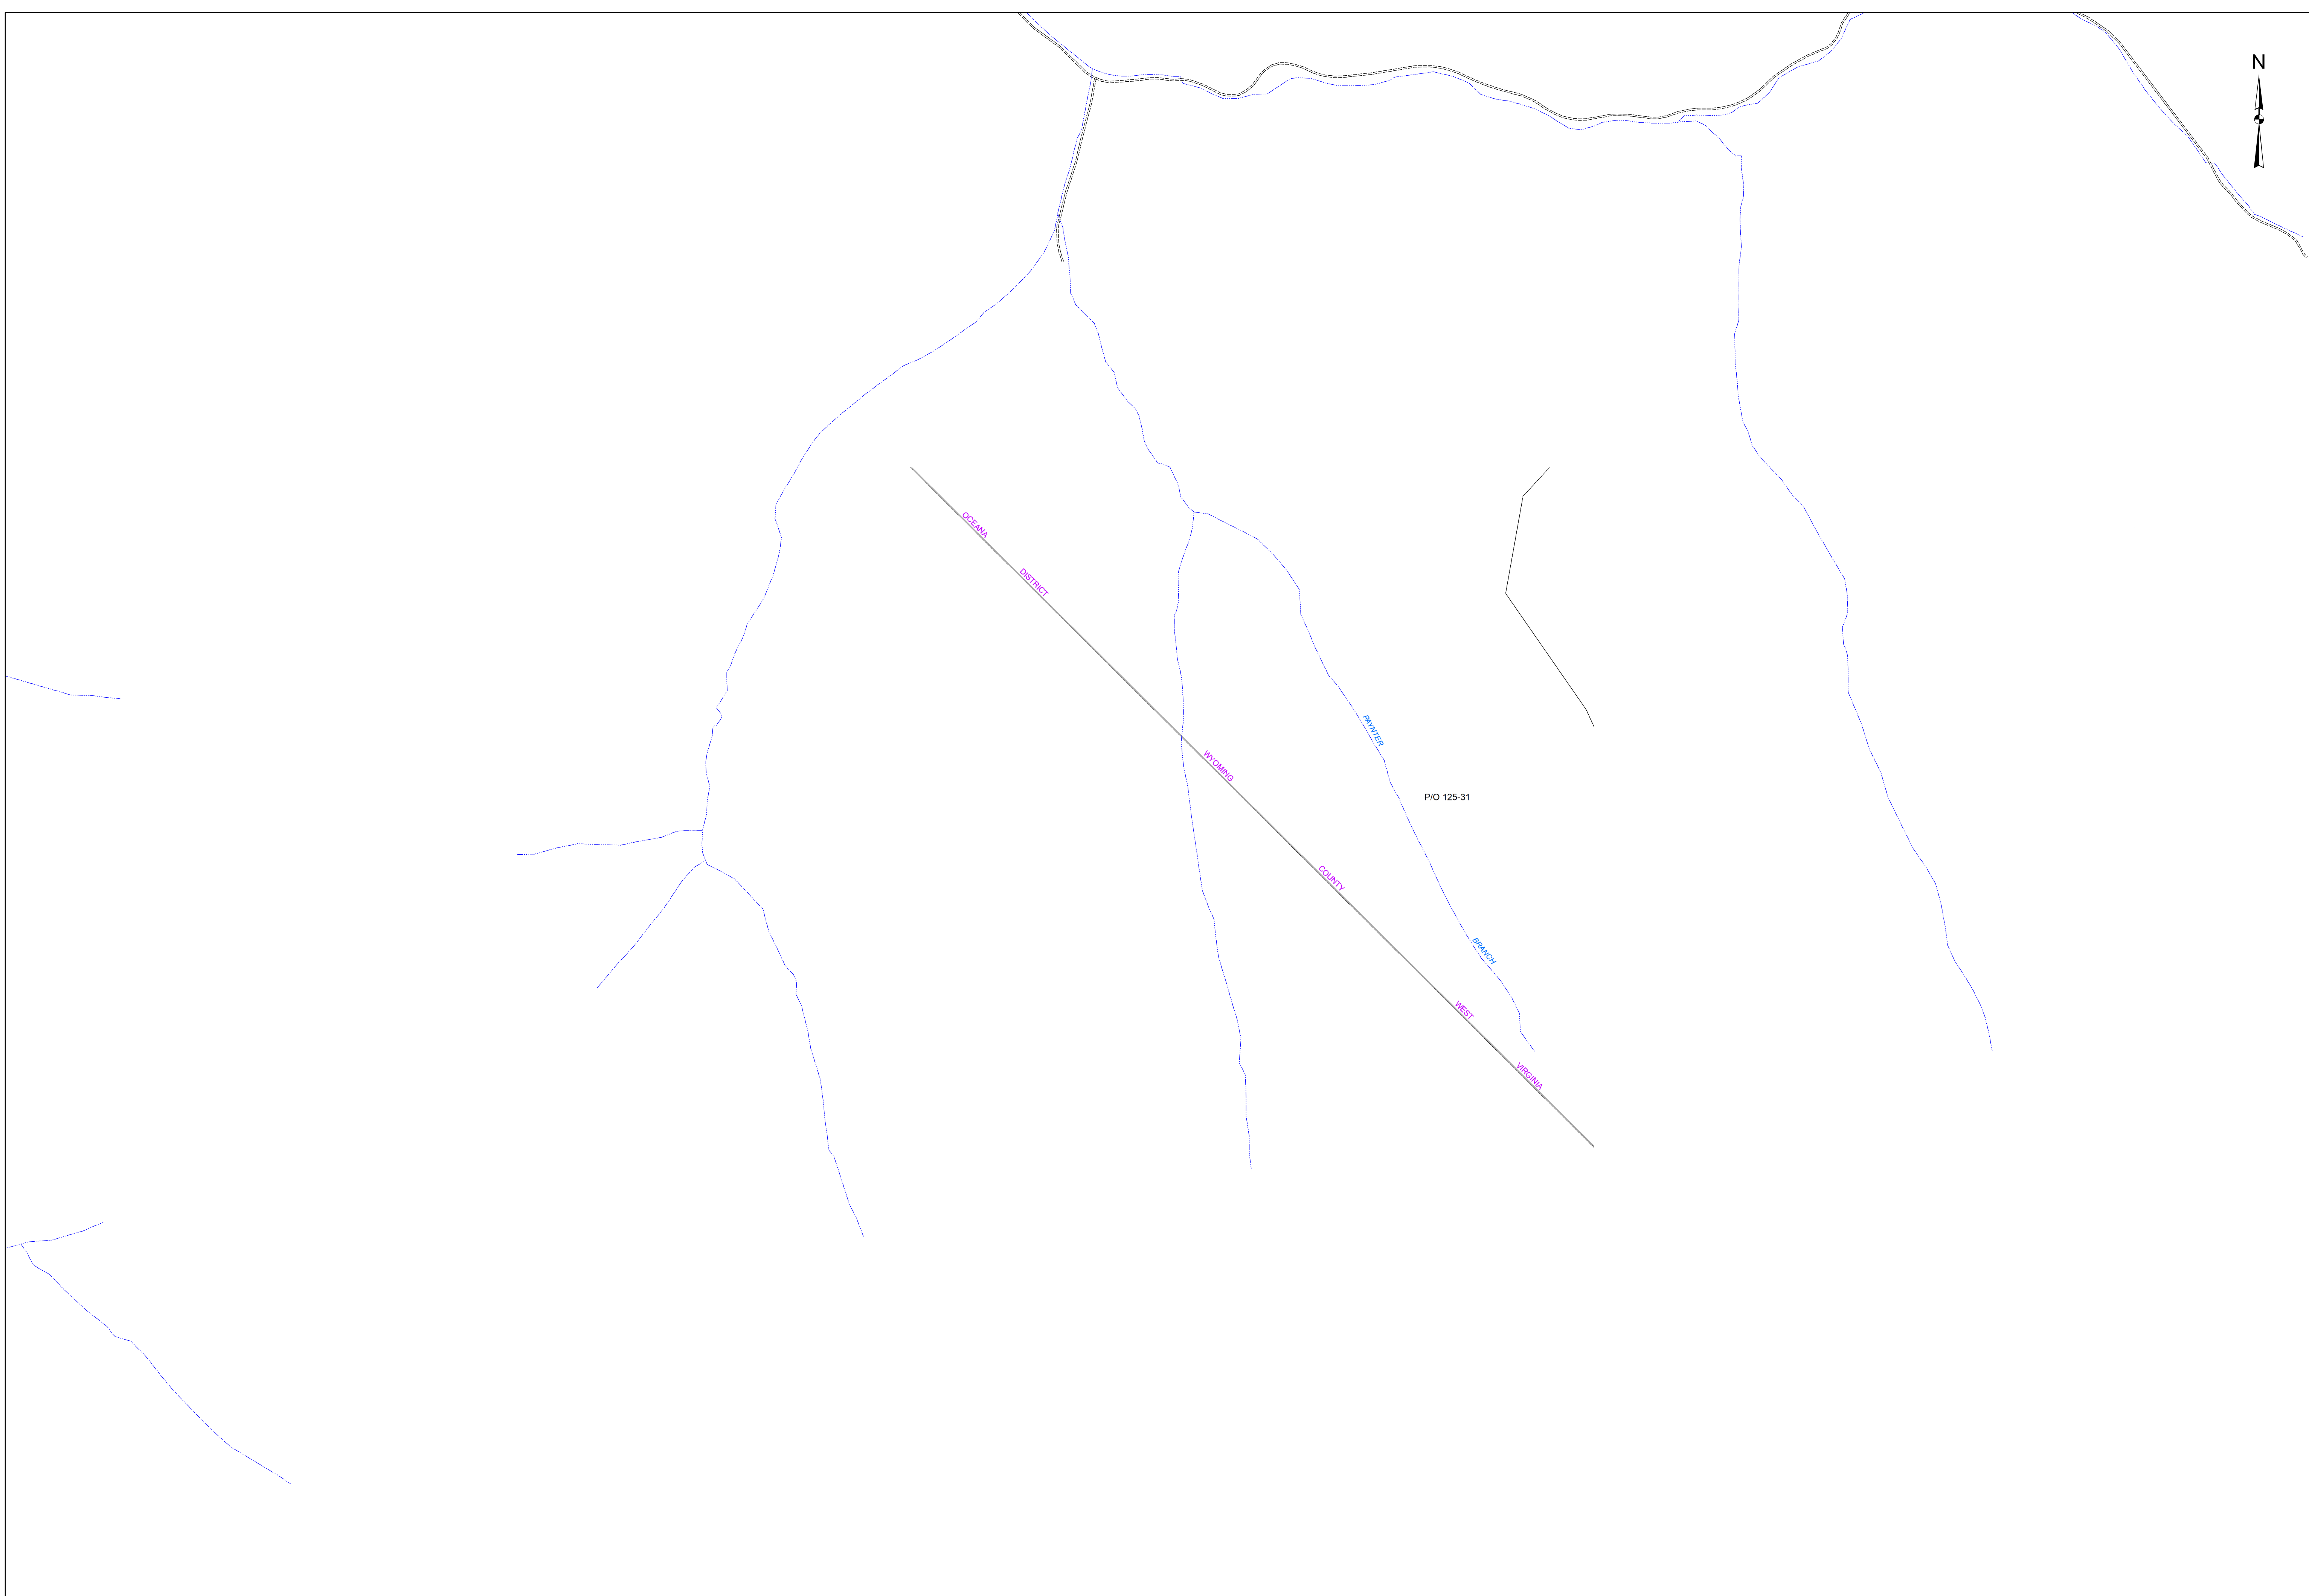 N
OCEANA
DISTRICT
WYOMING
COUNTY
WEST
VIRGINIA
PAYNTER
BRANCH
P/O 125-31